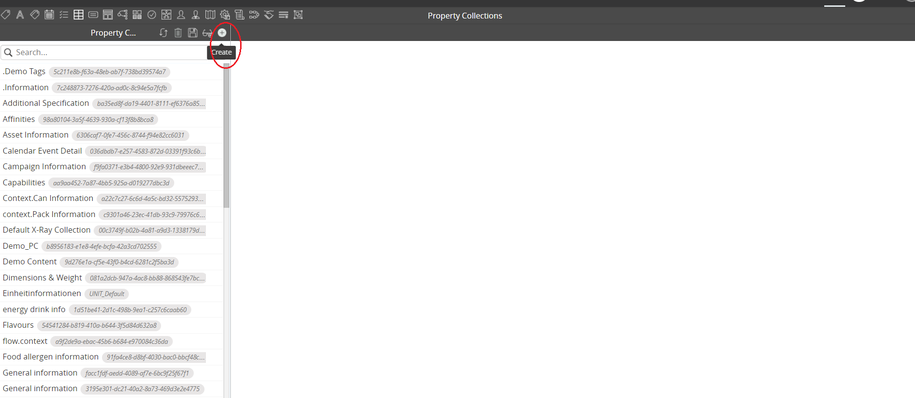 Property Collections
Property C...
Search...
Create
.Demo Tags 5c211e8b-f63a-48eb-ab7f-738bd39574a7
.Information 7c248873-7276-420a-ad0c-8c94e5a7fcfb
Additional Specification ba35ed8f-da19-4401-8111-ef6376a85...
Affinities 98a80104-3a5f-4639-930a-cf13f8b8bca8
Asset Information 6306caf7-0fe7-456c-8744-f94e82cc6031
Calendar Event Detail 036dbdb7-e257-4583-872d-03391f93c6b...
Campaign Information f9fa0371-e3b4-4800-92e9-931dbeeec7...
Capabilities aa9aa452-7a87-4bb5-925a-d019277dbc3d
Context.Can Information a22c7c27-6c6d-4a5c-bd32-5575293...
context.Pack Information c9301a46-23ec-41db-93c9-79976c6...
Default X-Ray Collection 00c3749f-b02b-4a81-a9d3-1338179d...
Demo_PC b8956183-e1e8-4efe-bcfa-42a3cd702555
Demo Content 9d276e1a-cf5e-43f0-b4cd-6281c2f5ba3d
Dimensions & Weight 081a2dcb-947a-4ac8-bb88-868543fe7bc...
Einheitinformationen UNIT_Default
energy drink info 1d51be41-2d1c-498b-9ea1-c257c6caab60
Flavours 54541284-b819-410a-b644-3f5d84d632a8
flow.context a9f2de9a-ebac-45b6-b684-e970084c36da
Food allergen information 91fa4ce8-d8bf-4030-bac0-bbcf48c...
General information facc1fdf-aedd-4089-af7e-6bc9f25f67f1
General information 3195e301-dc21-40a2-8a73-469d3e2e4775